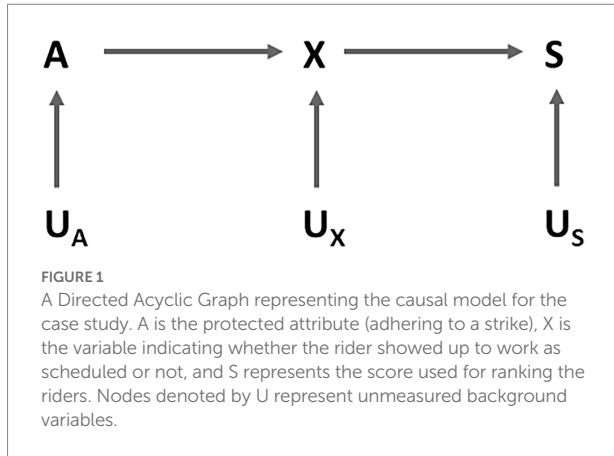 A X S
U_A U_X U_S
FIGURE 1
A Directed Acyclic Graph representing the causal model for the
case study. A is the protected attribute (adhering to a strike), X is
the variable indicating whether the rider showed up to work as
scheduled or not, and S represents the score used for ranking the
riders. Nodes denoted by U represent unmeasured background
variables.